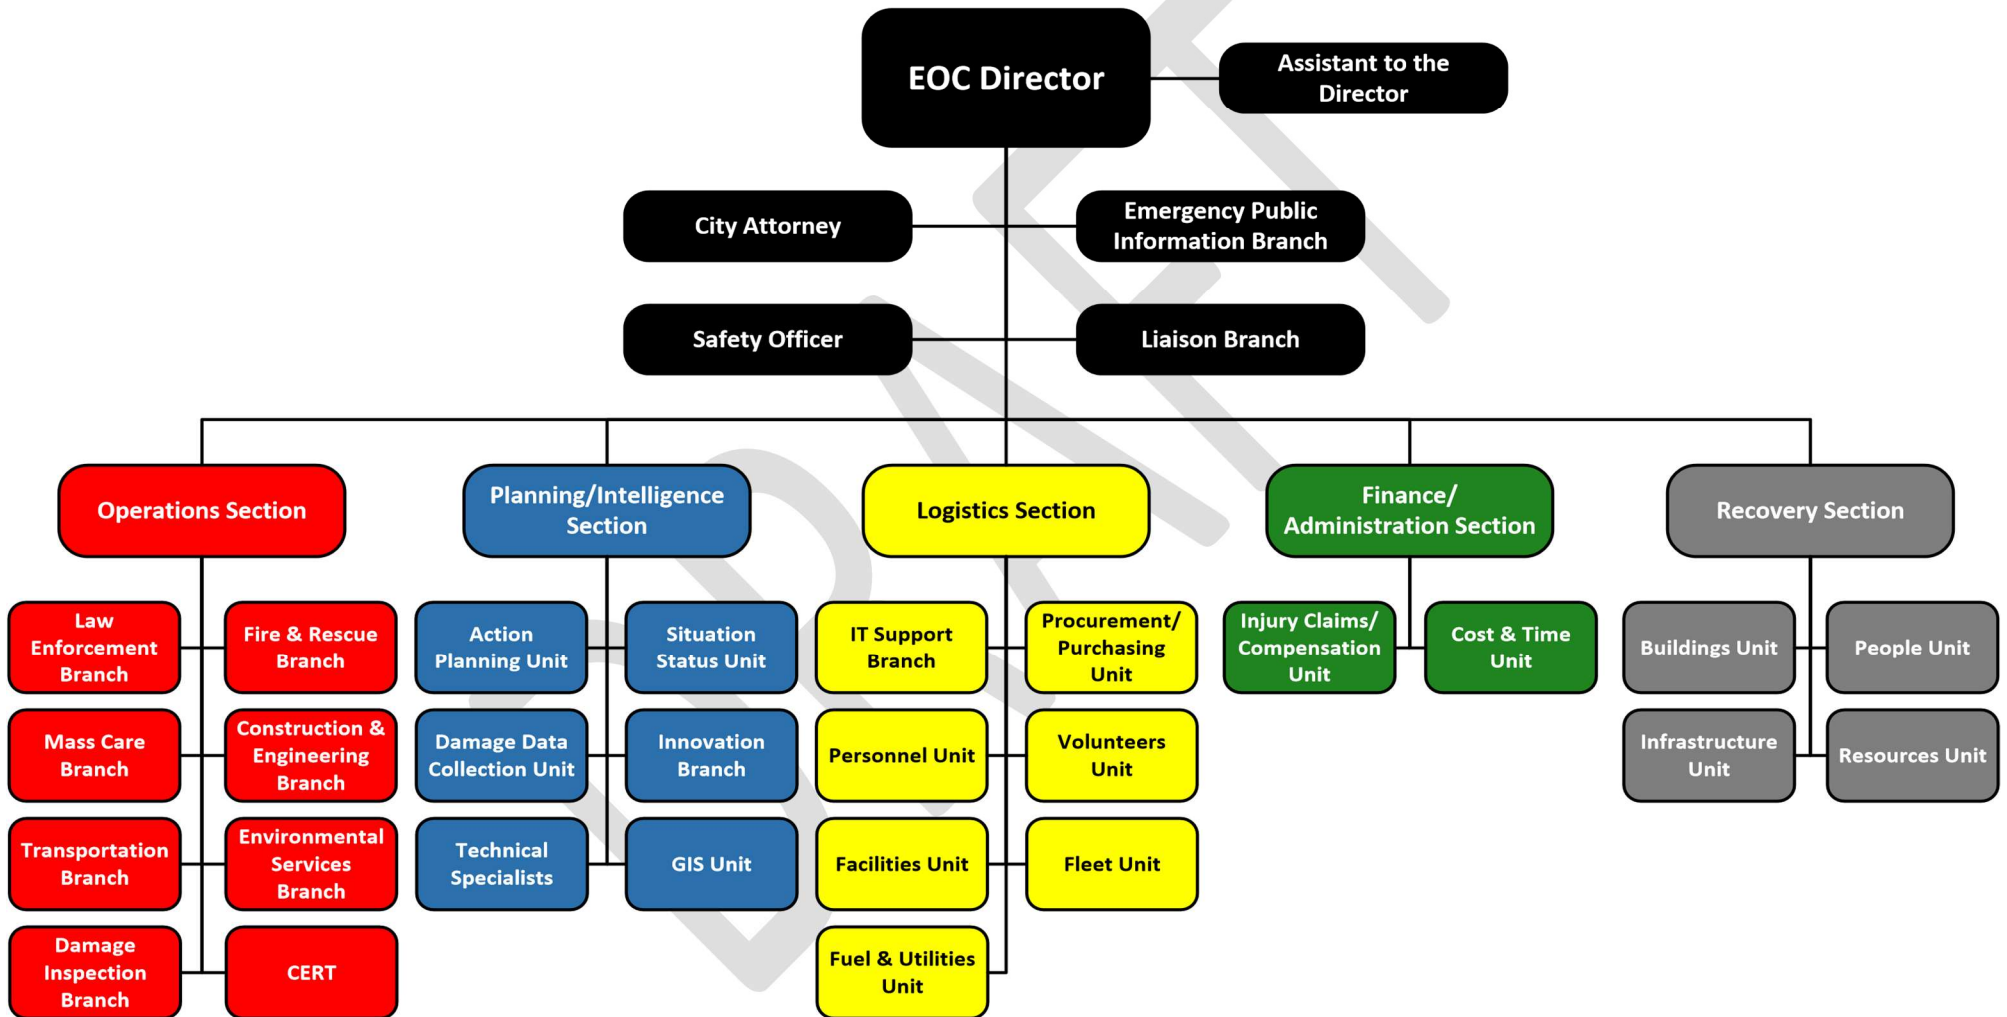 EOC Director
Assistant to the
Director
City Attorney
Emergency Public
Information Branch
Safety Officer
Liaison Branch
Operations Section
Planning/Intelligence
Section
Logistics Section
Finance/
Administration Section
Recovery Section
Law
Enforcement
Branch
Fire & Rescue
Branch
Action
Planning Unit
Situation
Status Unit
IT Support
Branch
Procurement/
Purchasing
Unit
Injury Claims/
Compensation
Unit
Cost & Time
Unit
Buildings Unit
People Unit
Mass Care
Branch
Construction &
Engineering
Branch
Damage Data
Collection Unit
Innovation
Branch
Personnel Unit
Volunteers
Unit
Infrastructure
Unit
Resources Unit
Transportation
Branch
Environmental
Services
Branch
Technical
Specialists
GIS Unit
Facilities Unit
Fleet Unit
Damage
Inspection
Branch
CERT
Fuel & Utilities
Unit
DRAFT